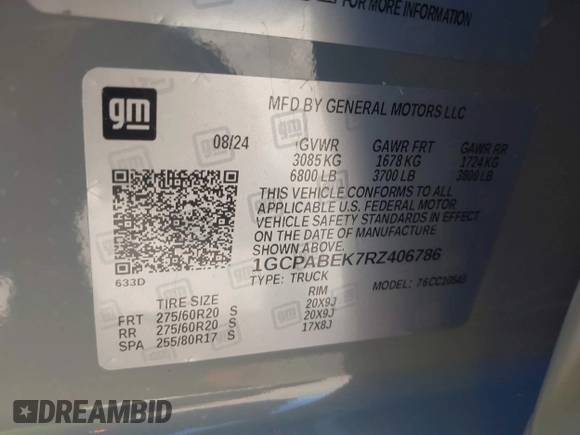 FOR MORE INFORMATION
gm
MFD BY GENERAL MOTORS LLC
08/24 GVWR GAWR FRT GAWR RR
3085 KG 1678 KG 1724 KG
6800 LB 3700 LB 3800 LB
THIS VEHICLE CONFORMS TO ALL
APPLICABLE U.S. FEDERAL MOTOR
VEHICLE SAFETY STANDARDS IN EFFECT
ON THE DATE OF MANUFACTURE
SHOWN ABOVE.
1GCPABEK7RZ406786
633D
TYPE: TRUCK MODEL:
TIRE SIZE RIM
FRT 275/60R20 S 20X9J
RR 275/60R20 S 20X9J
SPA 255/80R17 S 17X8J
DREAMBID